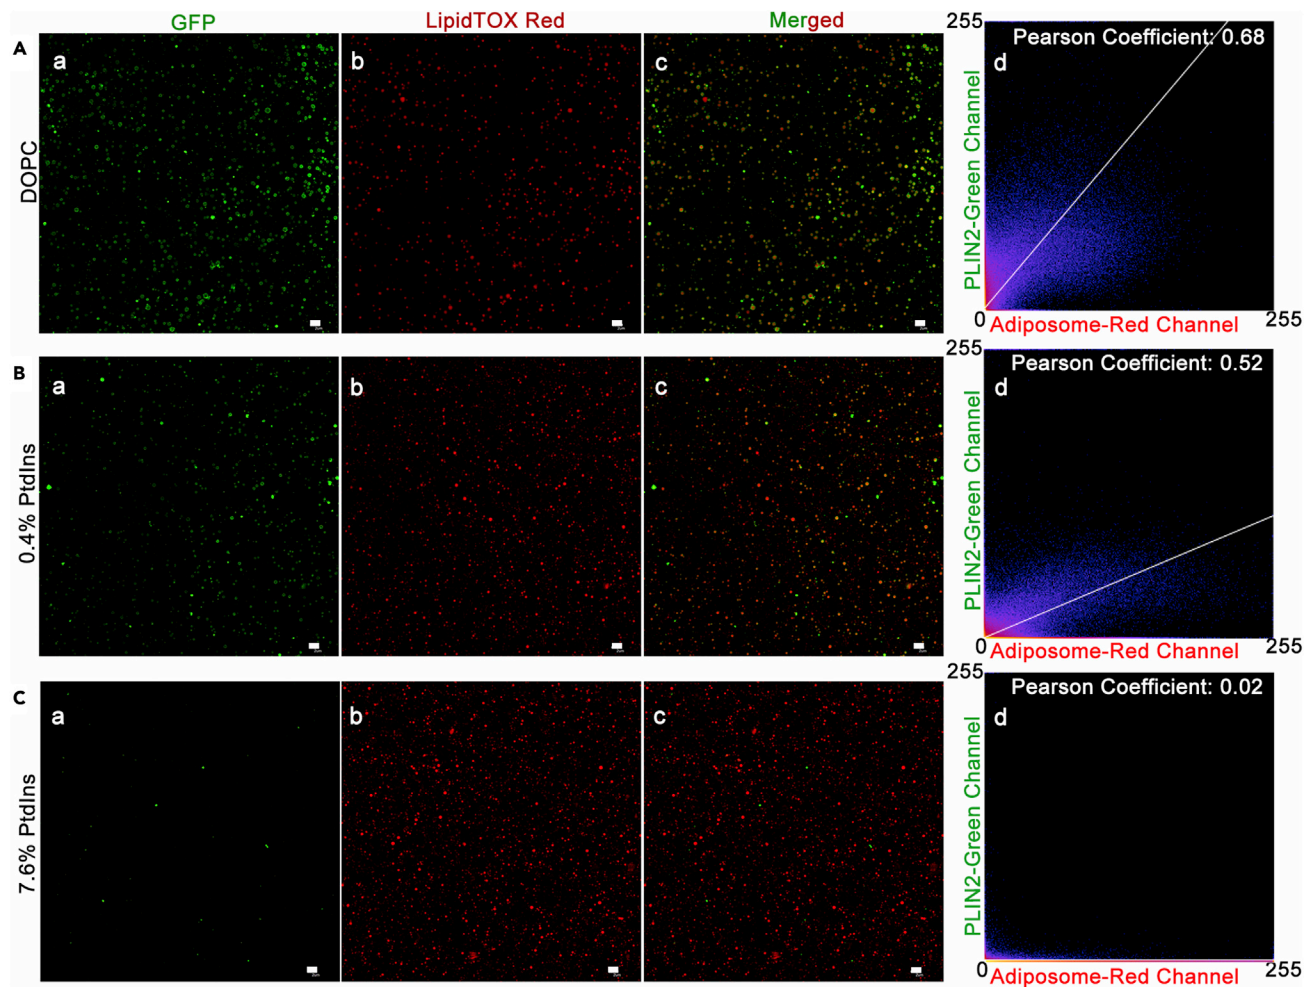 GFP
LipidTOX Red
Merged
A
DOPC
a
b
c
d
255
Pearson Coefficient: 0.68
PLIN2-Green Channel
0
Adiposome-Red Channel
255
B
0.4% PtdIns
a
b
c
d
255
Pearson Coefficient: 0.52
PLIN2-Green Channel
0
Adiposome-Red Channel
255
C
7.6% PtdIns
a
b
c
d
255
Pearson Coefficient: 0.02
PLIN2-Green Channel
0
Adiposome-Red Channel
255